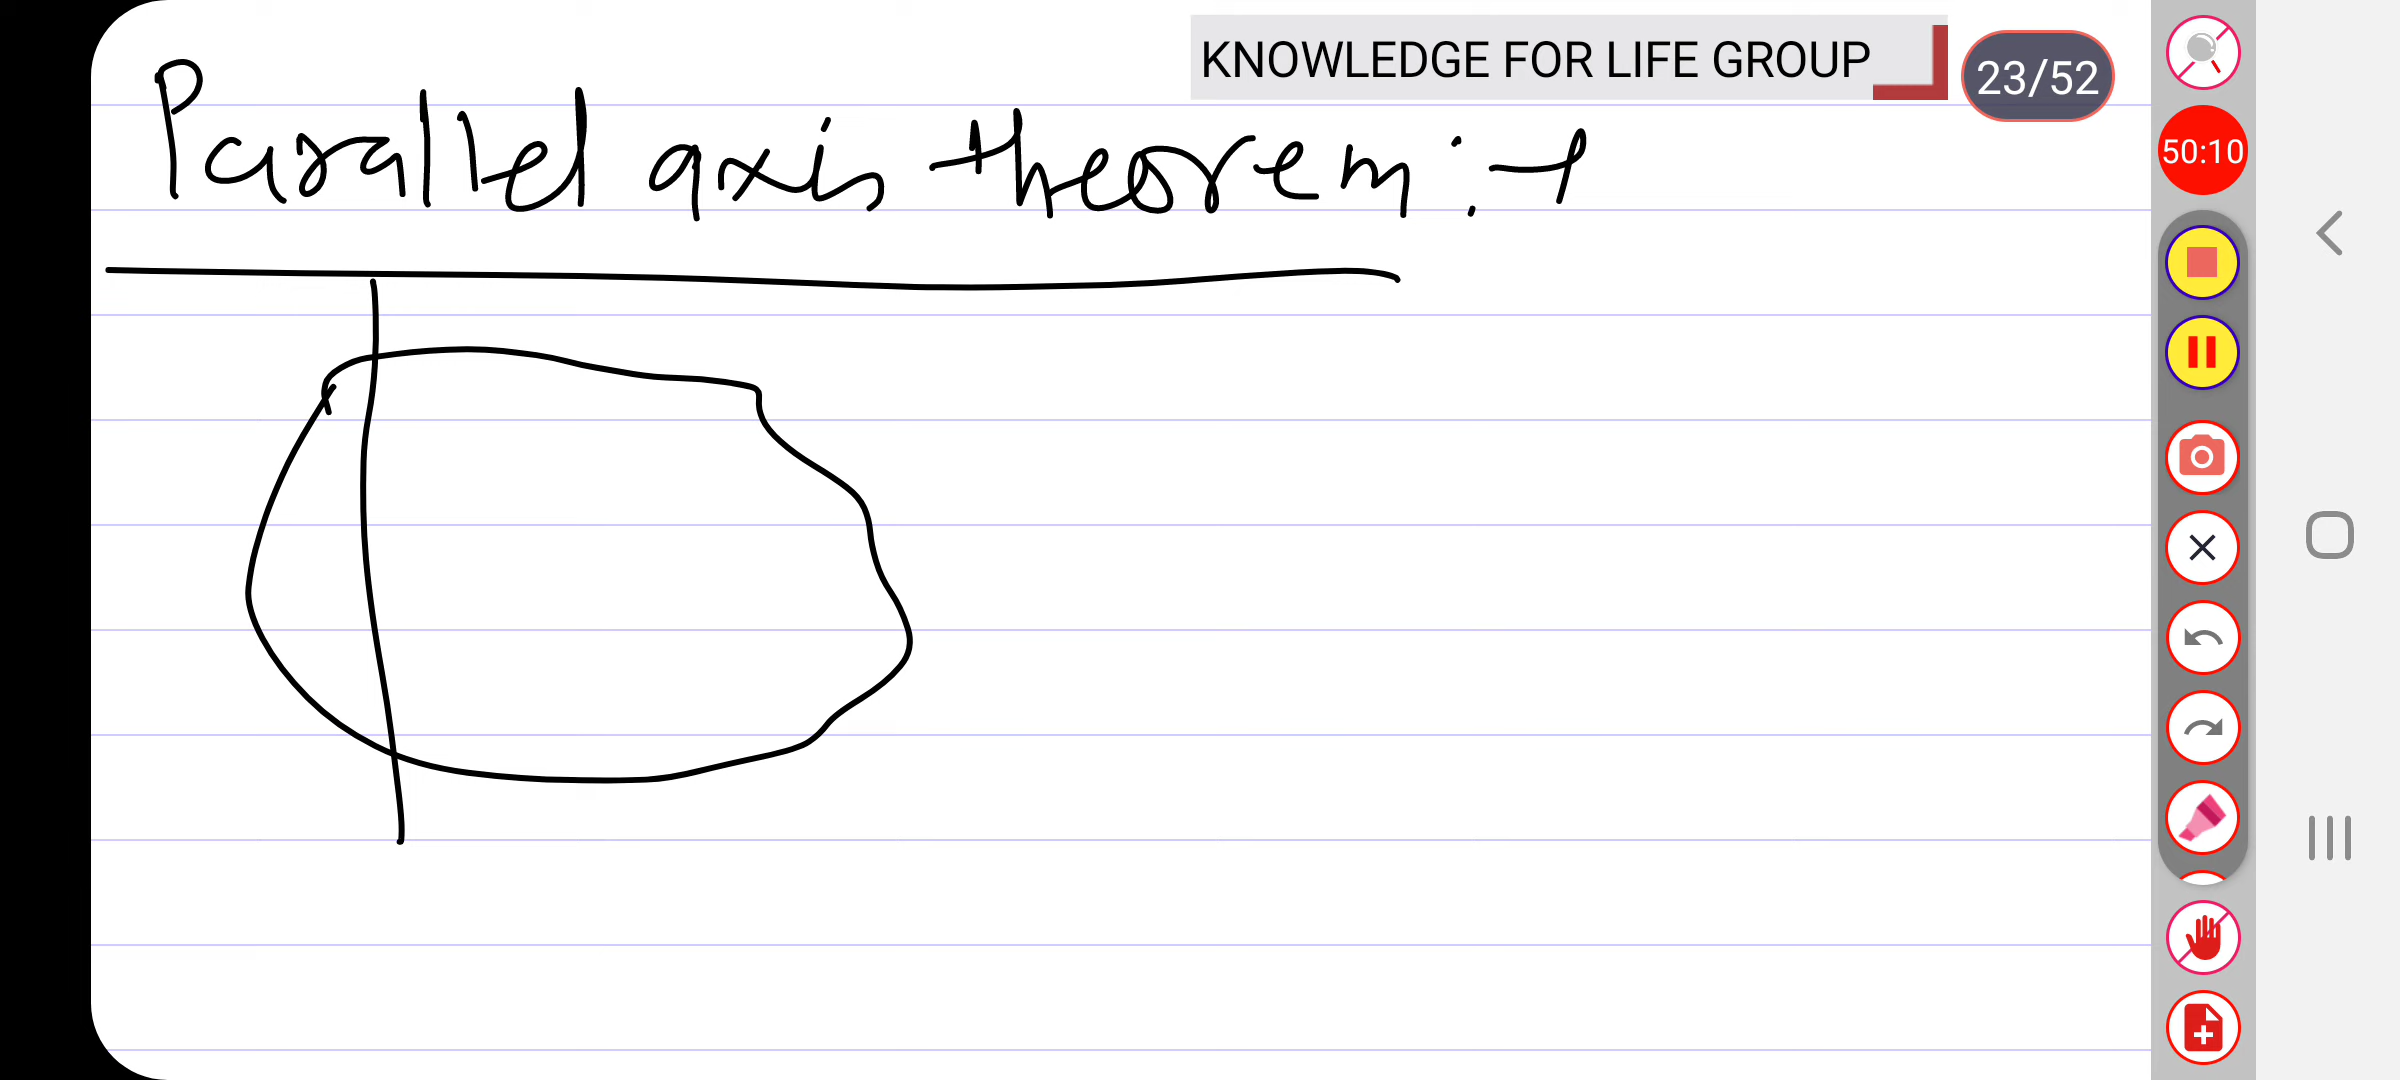 KNOWLEDGE FOR LIFE GROUP
23/52
50:10
Parallel axis theorem :-